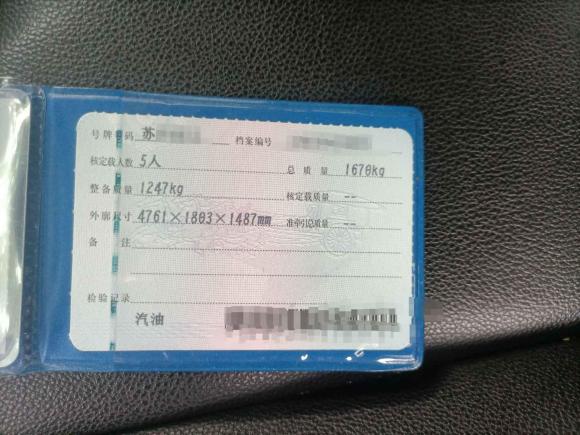 号牌号码 苏 档案编号
核定载人数 5人 总质量 1670kg
整备质量 1247kg 核定载质量 --
外廓尺寸 4761×1803×1487mm 准牵引总质量 --
备注
检验记录
汽油